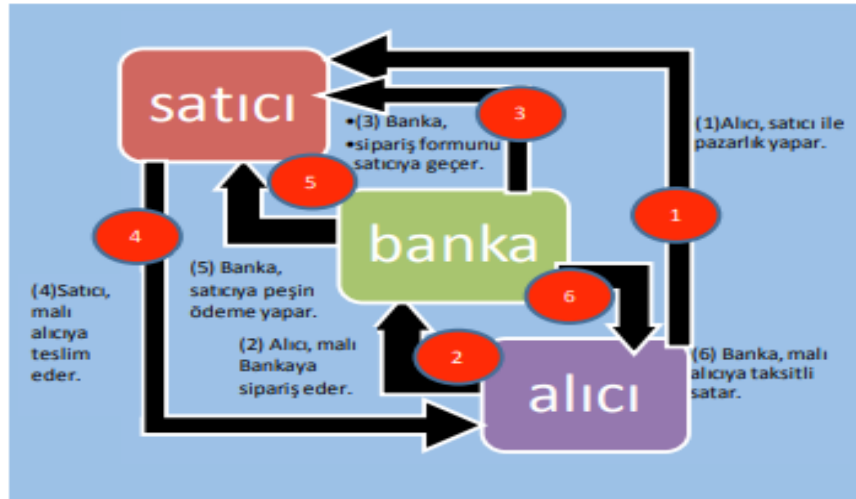 satıcı
3
•(3) Banka,
•sipariş formunu
satıcıya geçer.
(1)Alıcı, satıcı ile
pazarlık yapar.
5
1
4
banka
(5) Banka,
satıcıya peşin
ödeme yapar.
6
(4)Satıcı,
malı
alıcıya
teslim
eder.
(2) Alıcı, malı
Bankaya
sipariş eder.
2
alıcı
(6) Banka, malı
alıcıya taksitli
satar.